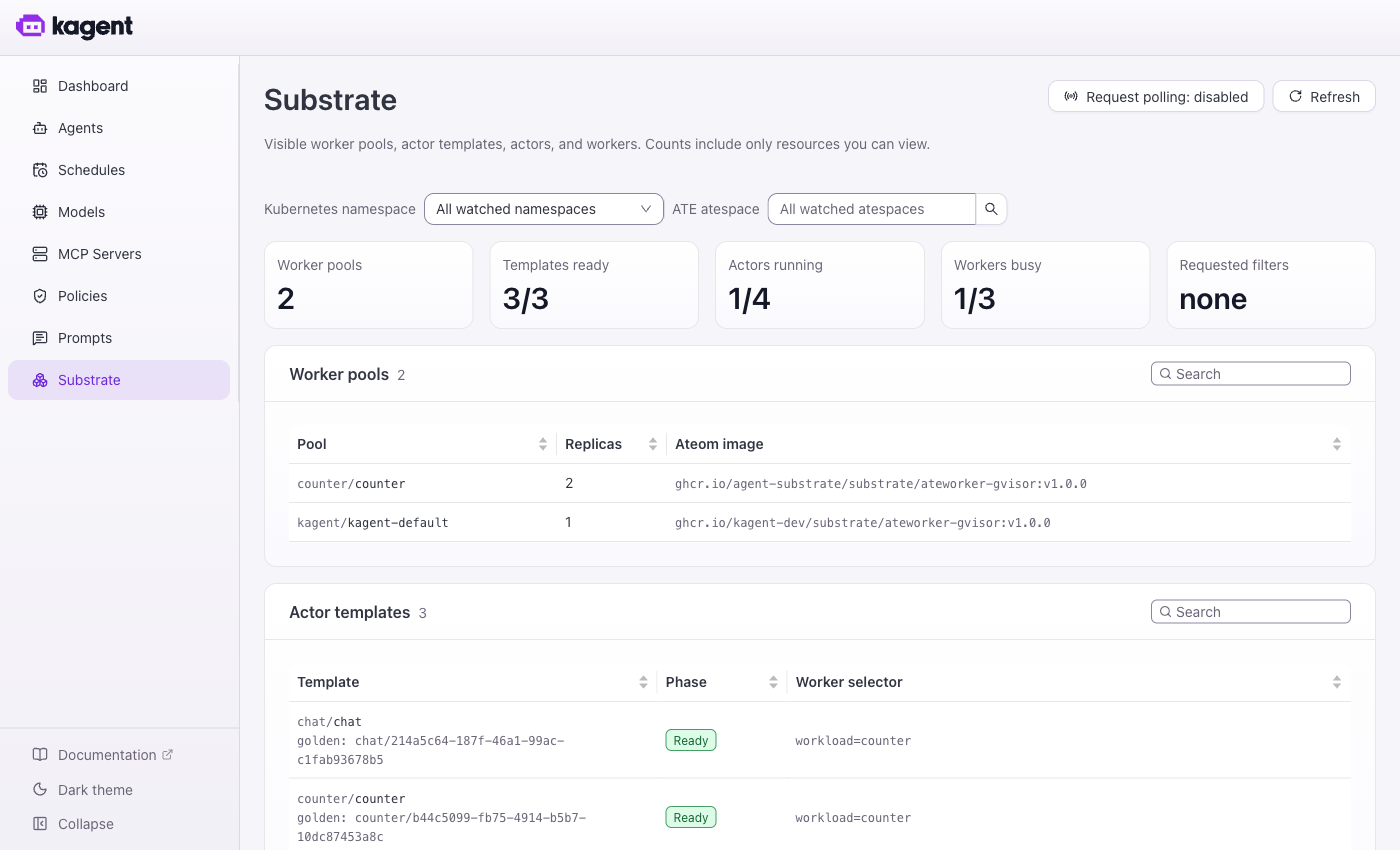 kagent
Dashboard
Agents
Schedules
Models
MCP Servers
Policies
Prompts
Substrate
Documentation
Dark theme
Collapse
Substrate
Request polling: disabled
Refresh
Visible worker pools, actor templates, actors, and workers. Counts include only resources you can view.
Kubernetes namespace
All watched namespaces
ATE atespace
All watched atespaces
Worker pools
2
Templates ready
3/3
Actors running
1/4
Workers busy
1/3
Requested filters
none
Worker pools 2
Search
Pool Replicas Ateom image
counter/counter 2 ghcr.io/agent-substrate/substrate/ateworker-gvisor:v1.0.0
kagent/kagent-default 1 ghcr.io/kagent-dev/substrate/ateworker-gvisor:v1.0.0
Actor templates 3
Search
Template Phase Worker selector
chat/chat
golden: chat/214a5c64-187f-46a1-99ac-
c1fab93678b5
Ready
workload=counter
counter/counter
golden: counter/b44c5099-fb75-4914-b5b7-
10dc87453a8c
Ready
workload=counter